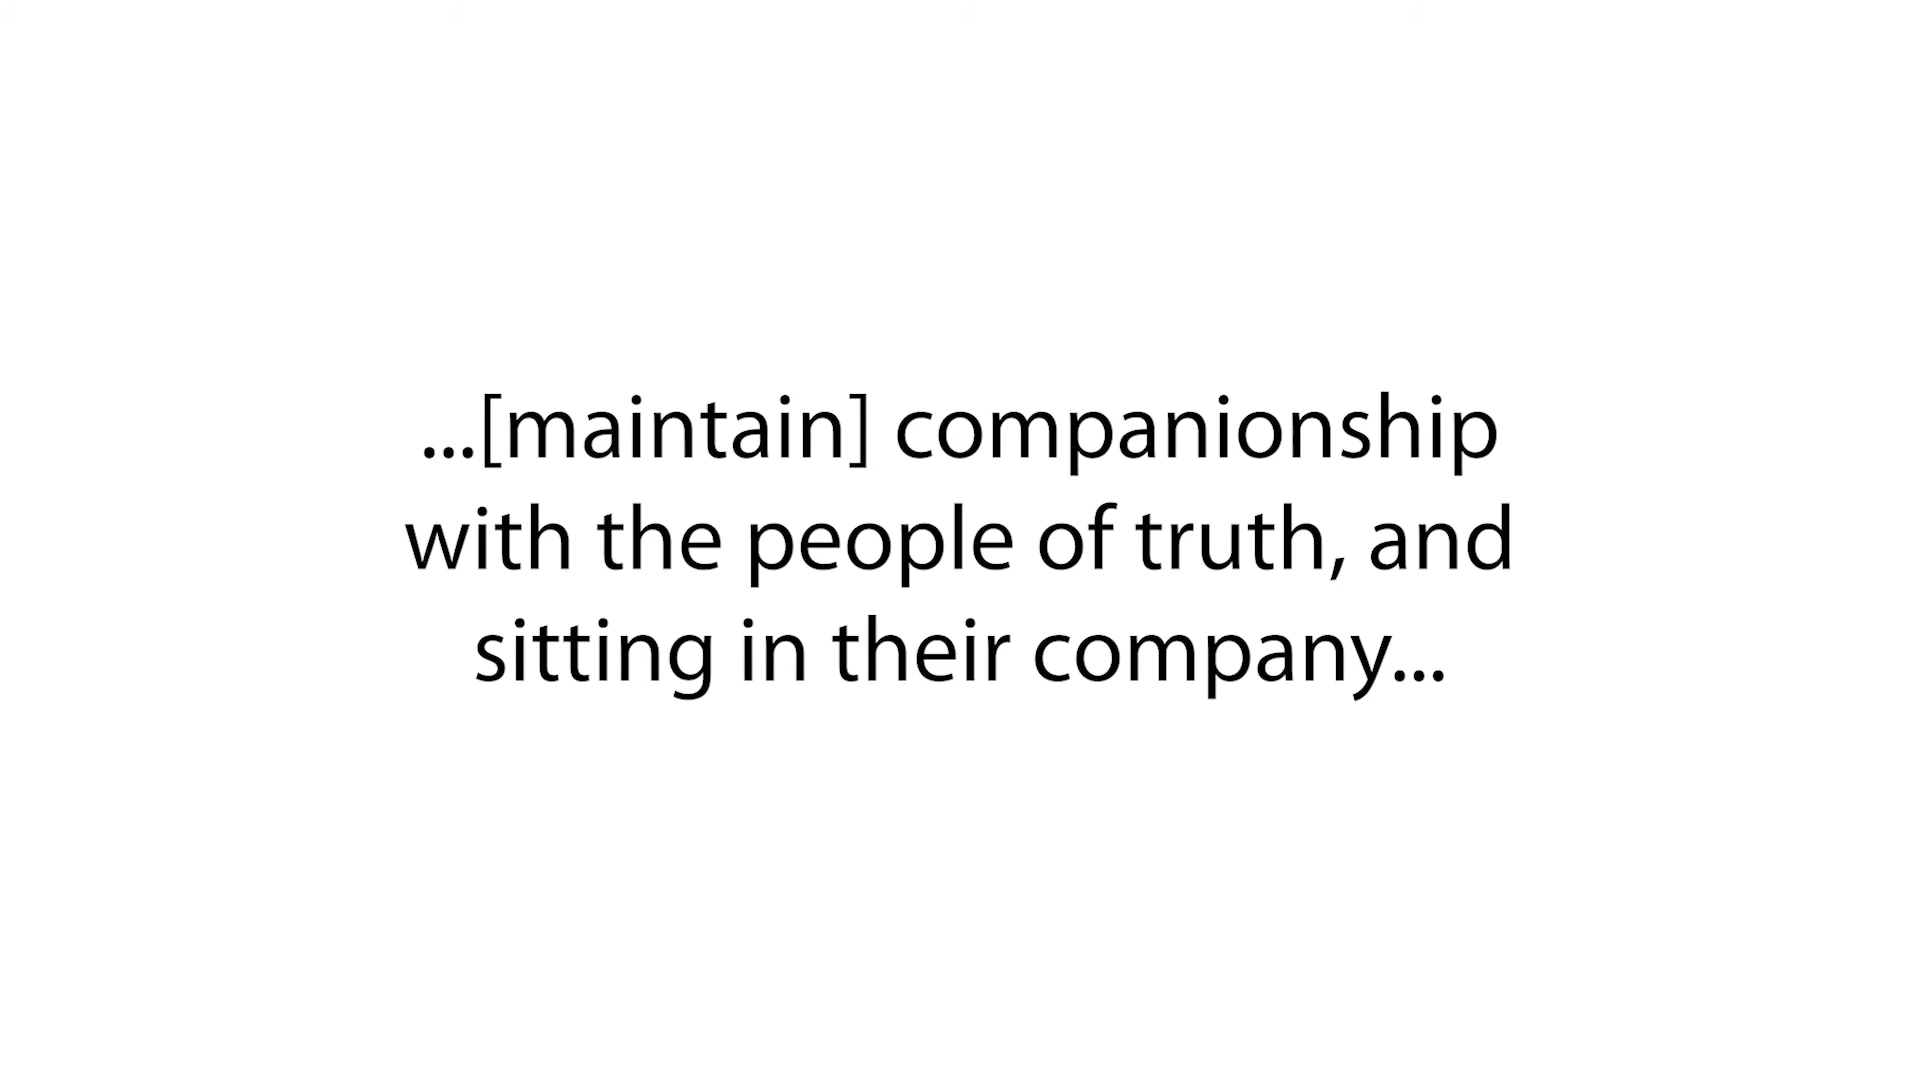 ...[maintain] companionship
with the people of truth, and
sitting in their company...